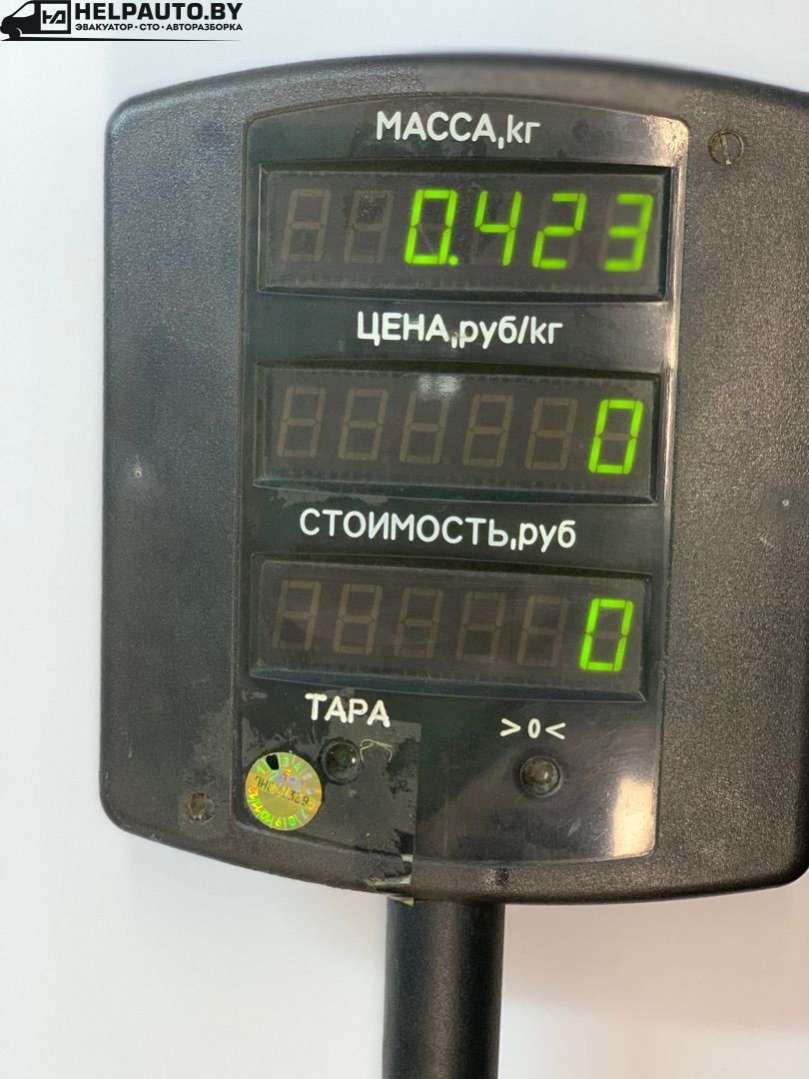 HELPAUTO.BY
ЭВАКУАТОР · СТО · АВТОРАЗБОРКА
МАССА,кг
0.423
ЦЕНА,руб/кг
0
СТОИМОСТЬ,руб
0
ТАРА
>0<